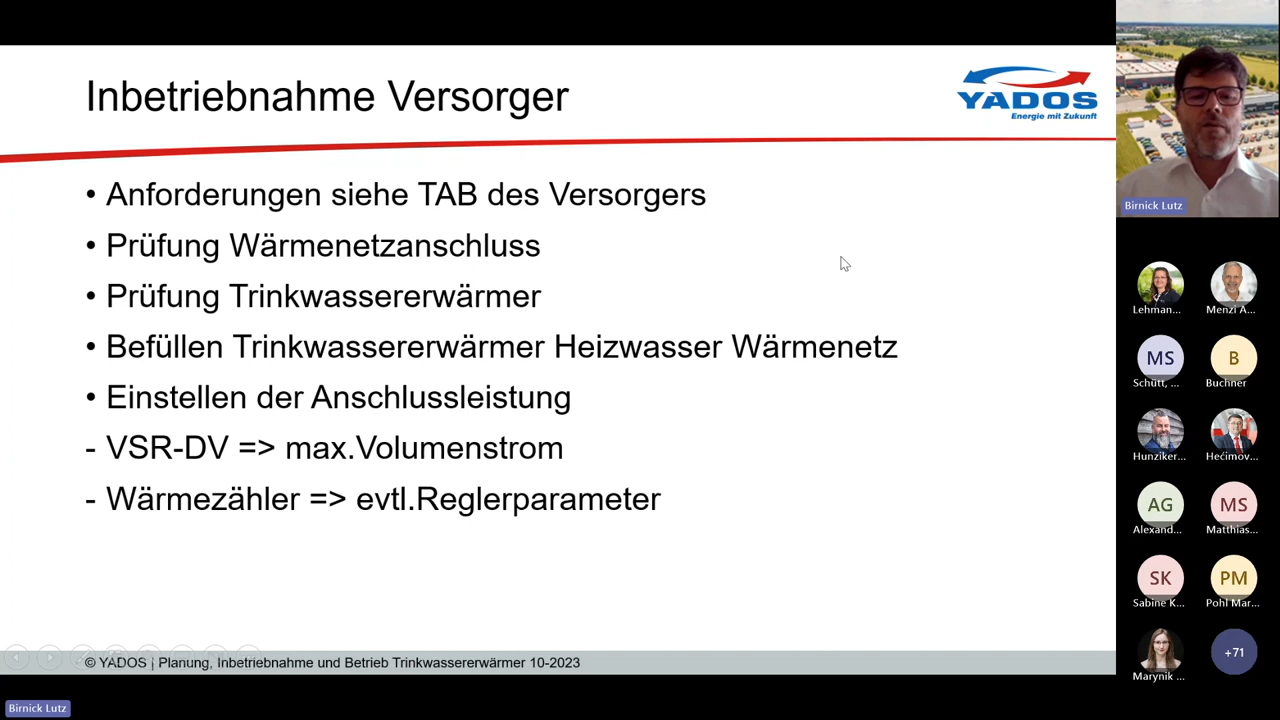 Inbetriebnahme Versorger
YADOS
Energie mit Zukunft
• Anforderungen siehe TAB des Versorgers
• Prüfung Wärmenetzanschluss
• Prüfung Trinkwassererwärmer
• Befüllen Trinkwassererwärmer Heizwasser Wärmenetz
• Einstellen der Anschlussleistung
- VSR-DV => max.Volumenstrom
- Wärmezähler => evtl.Reglerparameter
© YADOS | Planung, Inbetriebnahme und Betrieb Trinkwassererwärmer 10-2023
Birnick Lutz
Birnick Lutz
Lehman...
Menzi A...
MS
Schütt, ...
B
Buchner
Hunziker...
Hećimov...
AG
Alexand...
MS
Matthias...
SK
Sabine K...
PM
Pohl Mar...
Marynik ...
+71